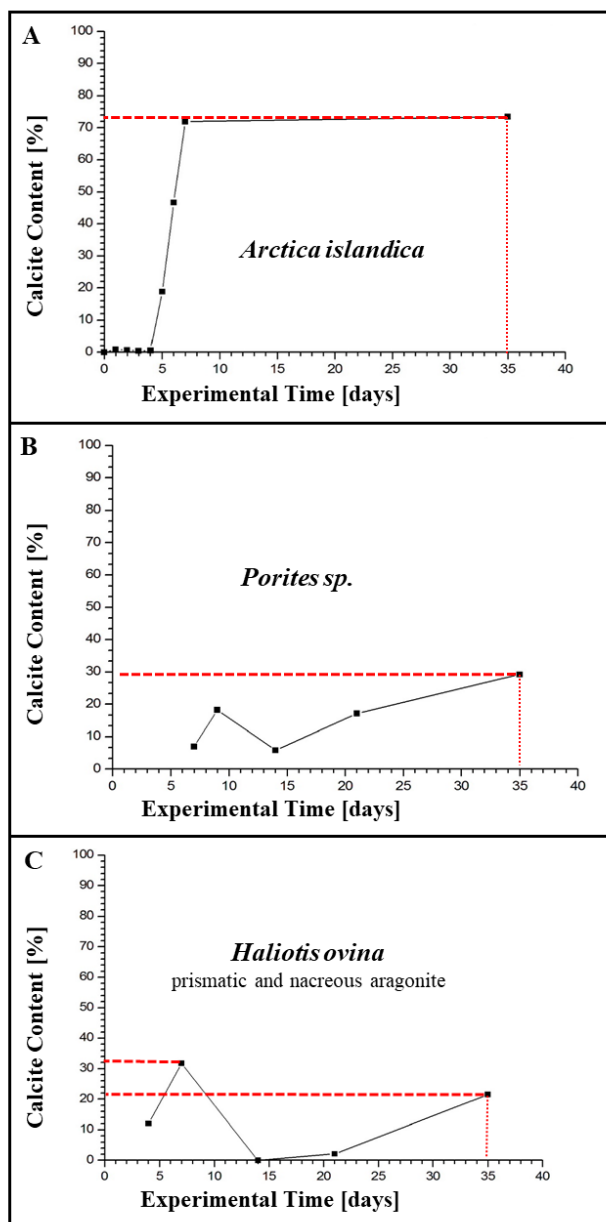 A
100
90
80
70
60
50
40
30
20
10
0
Calcite Content [%]
Arctica islandica
0 5 10 15 20 25 30 35 40
Experimental Time [days]
B
100
90
80
70
60
50
40
30
20
10
0
Calcite Content [%]
Porites sp.
0 5 10 15 20 25 30 35 40
Experimental Time [days]
C
100
90
80
70
60
50
40
30
20
10
0
Calcite Content [%]
Haliotis ovina
prismatic and nacreous aragonite
0 5 10 15 20 25 30 35 40
Experimental Time [days]